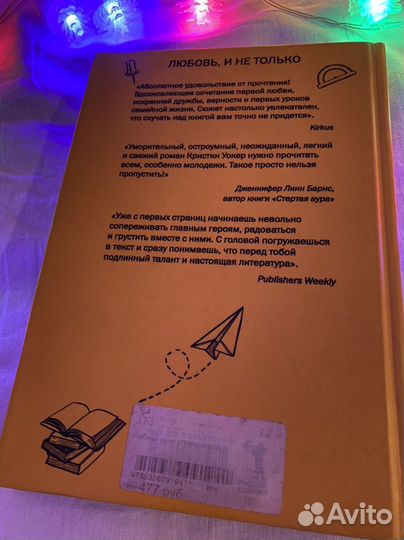 ЛЮБОВЬ, И НЕ ТОЛЬКО
«Абсолютное удовольствие от прочтения!
Вдохновляющее сочетание первой любви,
искренней дружбы, верности и первых уроков
семейной жизни. Сюжет настолько увлекателен,
что скучать над книгой вам точно не придется».
Kirkus
«Уморительный, остроумный, неожиданный, легкий
и свежий роман Кристин Уокер нужно прочитать
всем, особенно молодежи. Такое просто нельзя
пропустить!»
Дженнифер Линн Барнс,
автор книги «Стертая аура»
«Уже с первых страниц начинаешь невольно
сопереживать главным героям, радоваться
и грустить вместе с ними. С головой погружаешься
в текст и сразу понимаешь, что перед тобой
подлинный талант и настоящая литература».
Publishers Weekly
333
477 руб
Avito